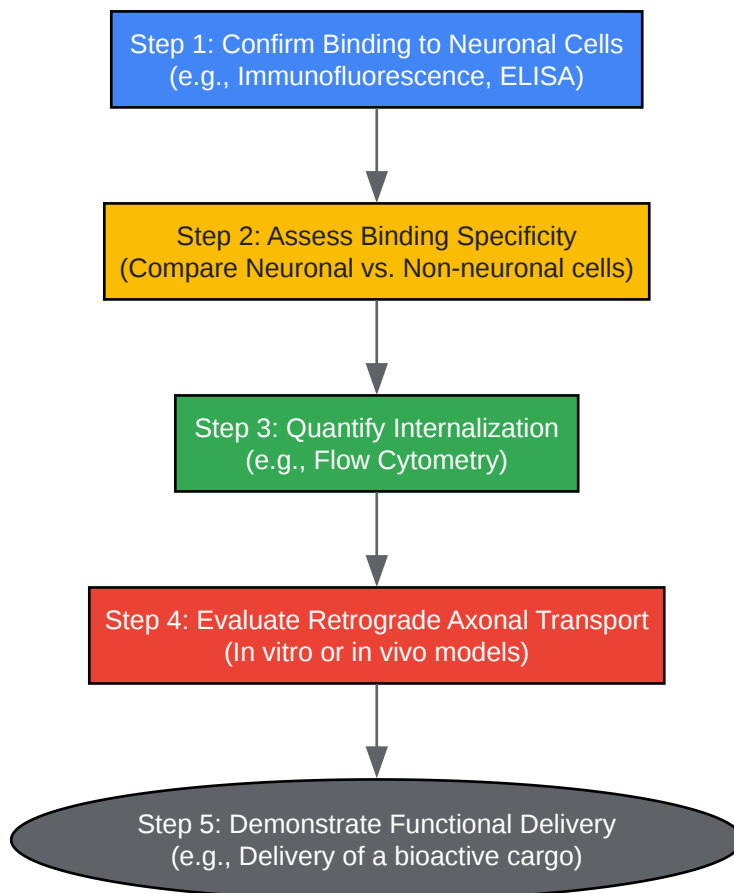 Step 1: Confirm Binding to Neuronal Cells
(e.g., Immunofluorescence, ELISA)
Step 2: Assess Binding Specificity
(Compare Neuronal vs. Non-neuronal cells)
Step 3: Quantify Internalization
(e.g., Flow Cytometry)
Step 4: Evaluate Retrograde Axonal Transport
(In vitro or in vivo models)
Step 5: Demonstrate Functional Delivery
(e.g., Delivery of a bioactive cargo)